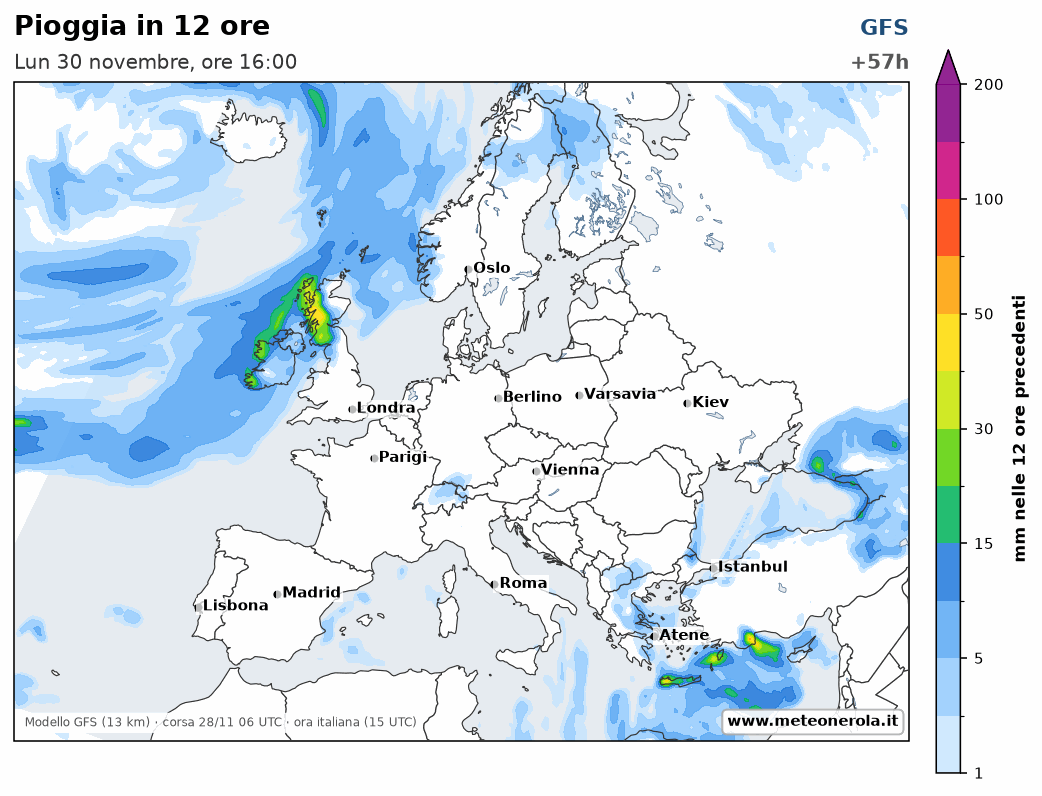 Pioggia in 12 ore
GFS
Lun 30 novembre, ore 16:00
+57h
200
100
50
30
15
5
1
mm nelle 12 ore precedenti
Oslo
Berlino
Varsavia
Kiev
Londra
Parigi
Vienna
Istanbul
Roma
Madrid
Lisbona
Atene
Modello GFS (13 km) · corsa 28/11 06 UTC · ora italiana (15 UTC)
www.meteonerola.it